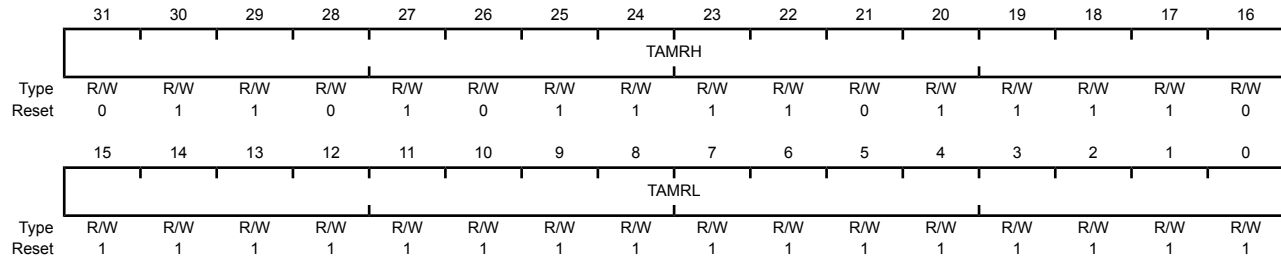 31 30 29 28 27 26 25 24 23 22 21 20 19 18 17 16
TAMRH
Type R/W R/W R/W R/W R/W R/W R/W R/W R/W R/W R/W R/W R/W R/W R/W R/W
Reset 0 1 1 0 1 0 1 1 1 1 0 1 1 1 1 0
15 14 13 12 11 10 9 8 7 6 5 4 3 2 1 0
TAMRL
Type R/W R/W R/W R/W R/W R/W R/W R/W R/W R/W R/W R/W R/W R/W R/W R/W
Reset 1 1 1 1 1 1 1 1 1 1 1 1 1 1 1 1